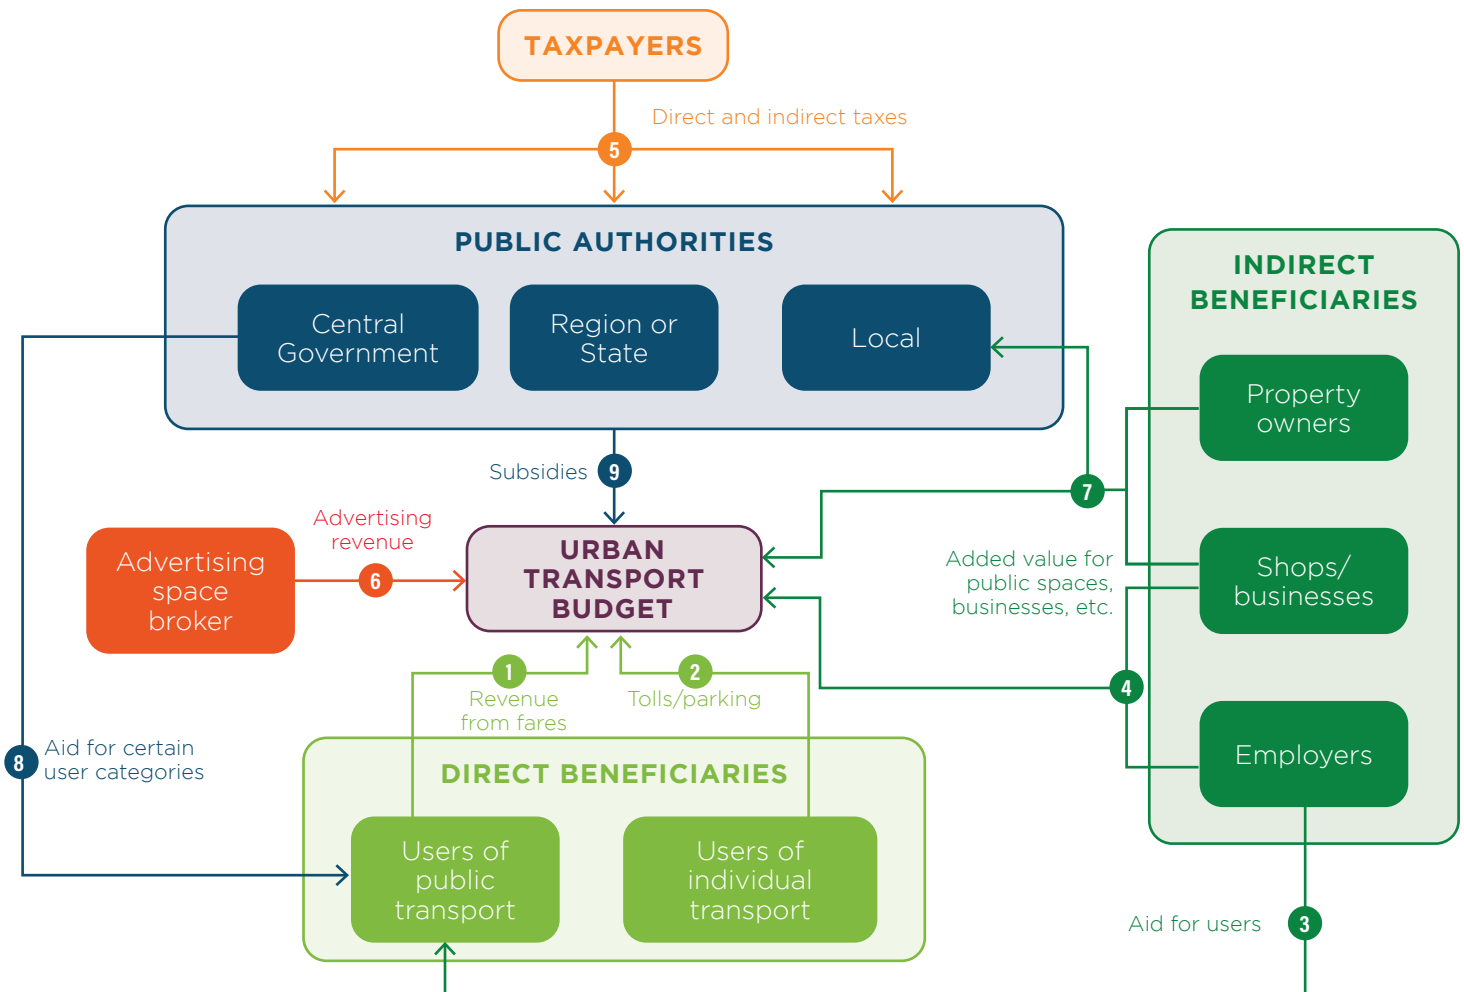 TAXPAYERS
Direct and indirect taxes
5
PUBLIC AUTHORITIES
Central
Government
Region or
State
Local
INDIRECT
BENEFICIARIES
Property
owners
Shops/
businesses
Employers
Subsidies
9
7
Advertising
space
broker
Advertising
revenue
6
URBAN
TRANSPORT
BUDGET
Added value for
public spaces,
businesses, etc.
4
1
Revenue
from fares
2
Tolls/parking
8
Aid for certain
user categories
DIRECT BENEFICIARIES
Users of
public
transport
Users of
individual
transport
Aid for users
3